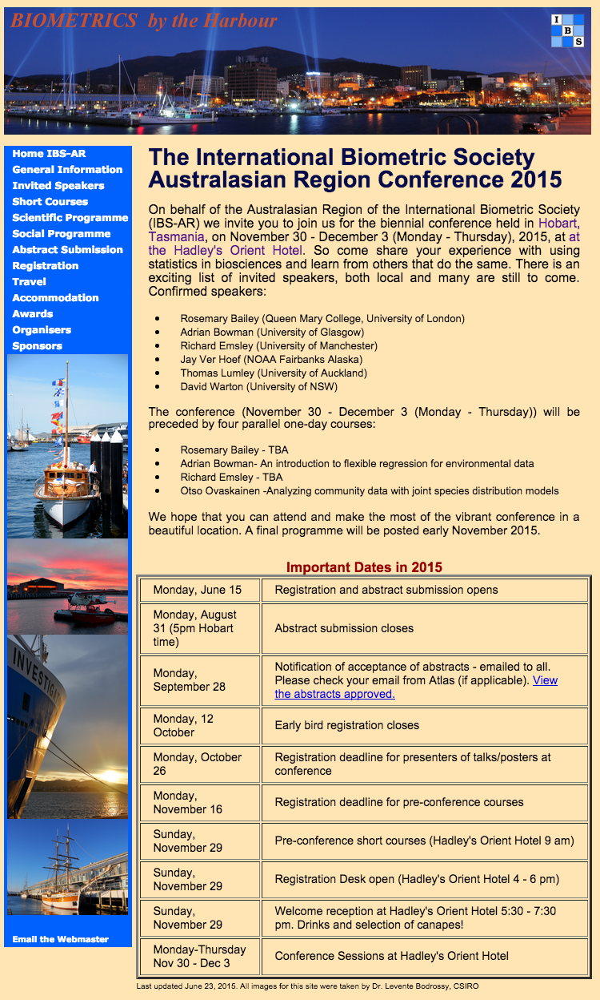 BIOMETRICS by the Harbour
I
B
S
Home IBS-AR
General Information
Invited Speakers
Short Courses
Scientific Programme
Social Programme
Abstract Submission
Registration
Travel
Accommodation
Awards
Organisers
Sponsors
INVESTIGA
Email the Webmaster
The International Biometric Society
Australasian Region Conference 2015
On behalf of the Australasian Region of the International Biometric Society
(IBS-AR) we invite you to join us for the biennial conference held in Hobart,
Tasmania, on November 30 - December 3 (Monday - Thursday), 2015, at at
the Hadley's Orient Hotel. So come share your experience with using
statistics in biosciences and learn from others that do the same. There is an
exciting list of invited speakers, both local and many are still to come.
Confirmed speakers:
• Rosemary Bailey (Queen Mary College, University of London)
• Adrian Bowman (University of Glasgow)
• Richard Emsley (University of Manchester)
• Jay Ver Hoef (NOAA Fairbanks Alaska)
• Thomas Lumley (University of Auckland)
• David Warton (University of NSW)
The conference (November 30 - December 3 (Monday - Thursday)) will be
preceded by four parallel one-day courses:
• Rosemary Bailey - TBA
• Adrian Bowman- An introduction to flexible regression for environmental data
• Richard Emsley - TBA
• Otso Ovaskainen -Analyzing community data with joint species distribution models
We hope that you can attend and make the most of the vibrant conference in a
beautiful location. A final programme will be posted early November 2015.
Important Dates in 2015
Monday, June 15
Registration and abstract submission opens
Monday, August
31 (5pm Hobart
time)
Abstract submission closes
Monday,
September 28
Notification of acceptance of abstracts - emailed to all.
Please check your email from Atlas (if applicable). View
the abstracts approved.
Monday, 12
October
Early bird registration closes
Monday, October
26
Registration deadline for presenters of talks/posters at
conference
Monday,
November 16
Registration deadline for pre-conference courses
Sunday,
November 29
Pre-conference short courses (Hadley's Orient Hotel 9 am)
Sunday,
November 29
Registration Desk open (Hadley's Orient Hotel 4 - 6 pm)
Sunday,
November 29
Welcome reception at Hadley's Orient Hotel 5:30 - 7:30
pm. Drinks and selection of canapes!
Monday-Thursday
Nov 30 - Dec 3
Conference Sessions at Hadley's Orient Hotel
Last updated June 23, 2015. All images for this site were taken by Dr. Levente Bodrossy, CSIRO